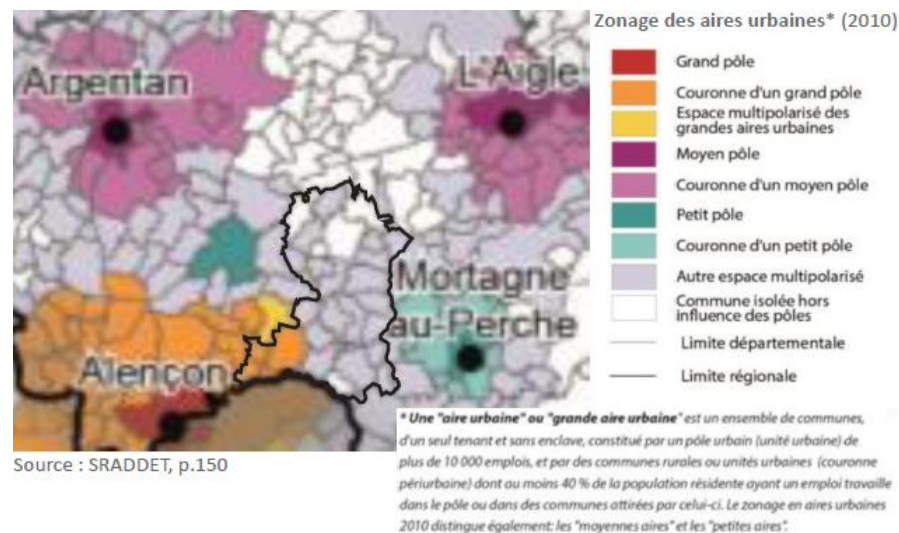 Zonage des aires urbaines* (2010)
Argentan
L'Aigle
Mortagne
au-Perche
Alençon
Grand pôle
Couronne d'un grand pôle
Espace multipolarisé des
grandes aires urbaines
Moyen pôle
Couronne d'un moyen pôle
Petit pôle
Couronne d'un petit pôle
Autre espace multipolarisé
Commune isolée hors
influence des pôles
Limite départementale
Limite régionale
* Une "aire urbaine" ou "grande aire urbaine" est un ensemble de communes,
d'un seul tenant et sans enclave, constitué par un pôle urbain (unité urbaine) de
plus de 10 000 emplois, et par des communes rurales ou unités urbaines (couronne
périurbaine) dont au moins 40 % de la population résidente ayant un emploi travaille
dans le pôle ou dans des communes attirées par celui-ci. Le zonage en aires urbaines
2010 distingue également: les "moyennes aires" et les "petites aires".
Source : SRADDET, p.150